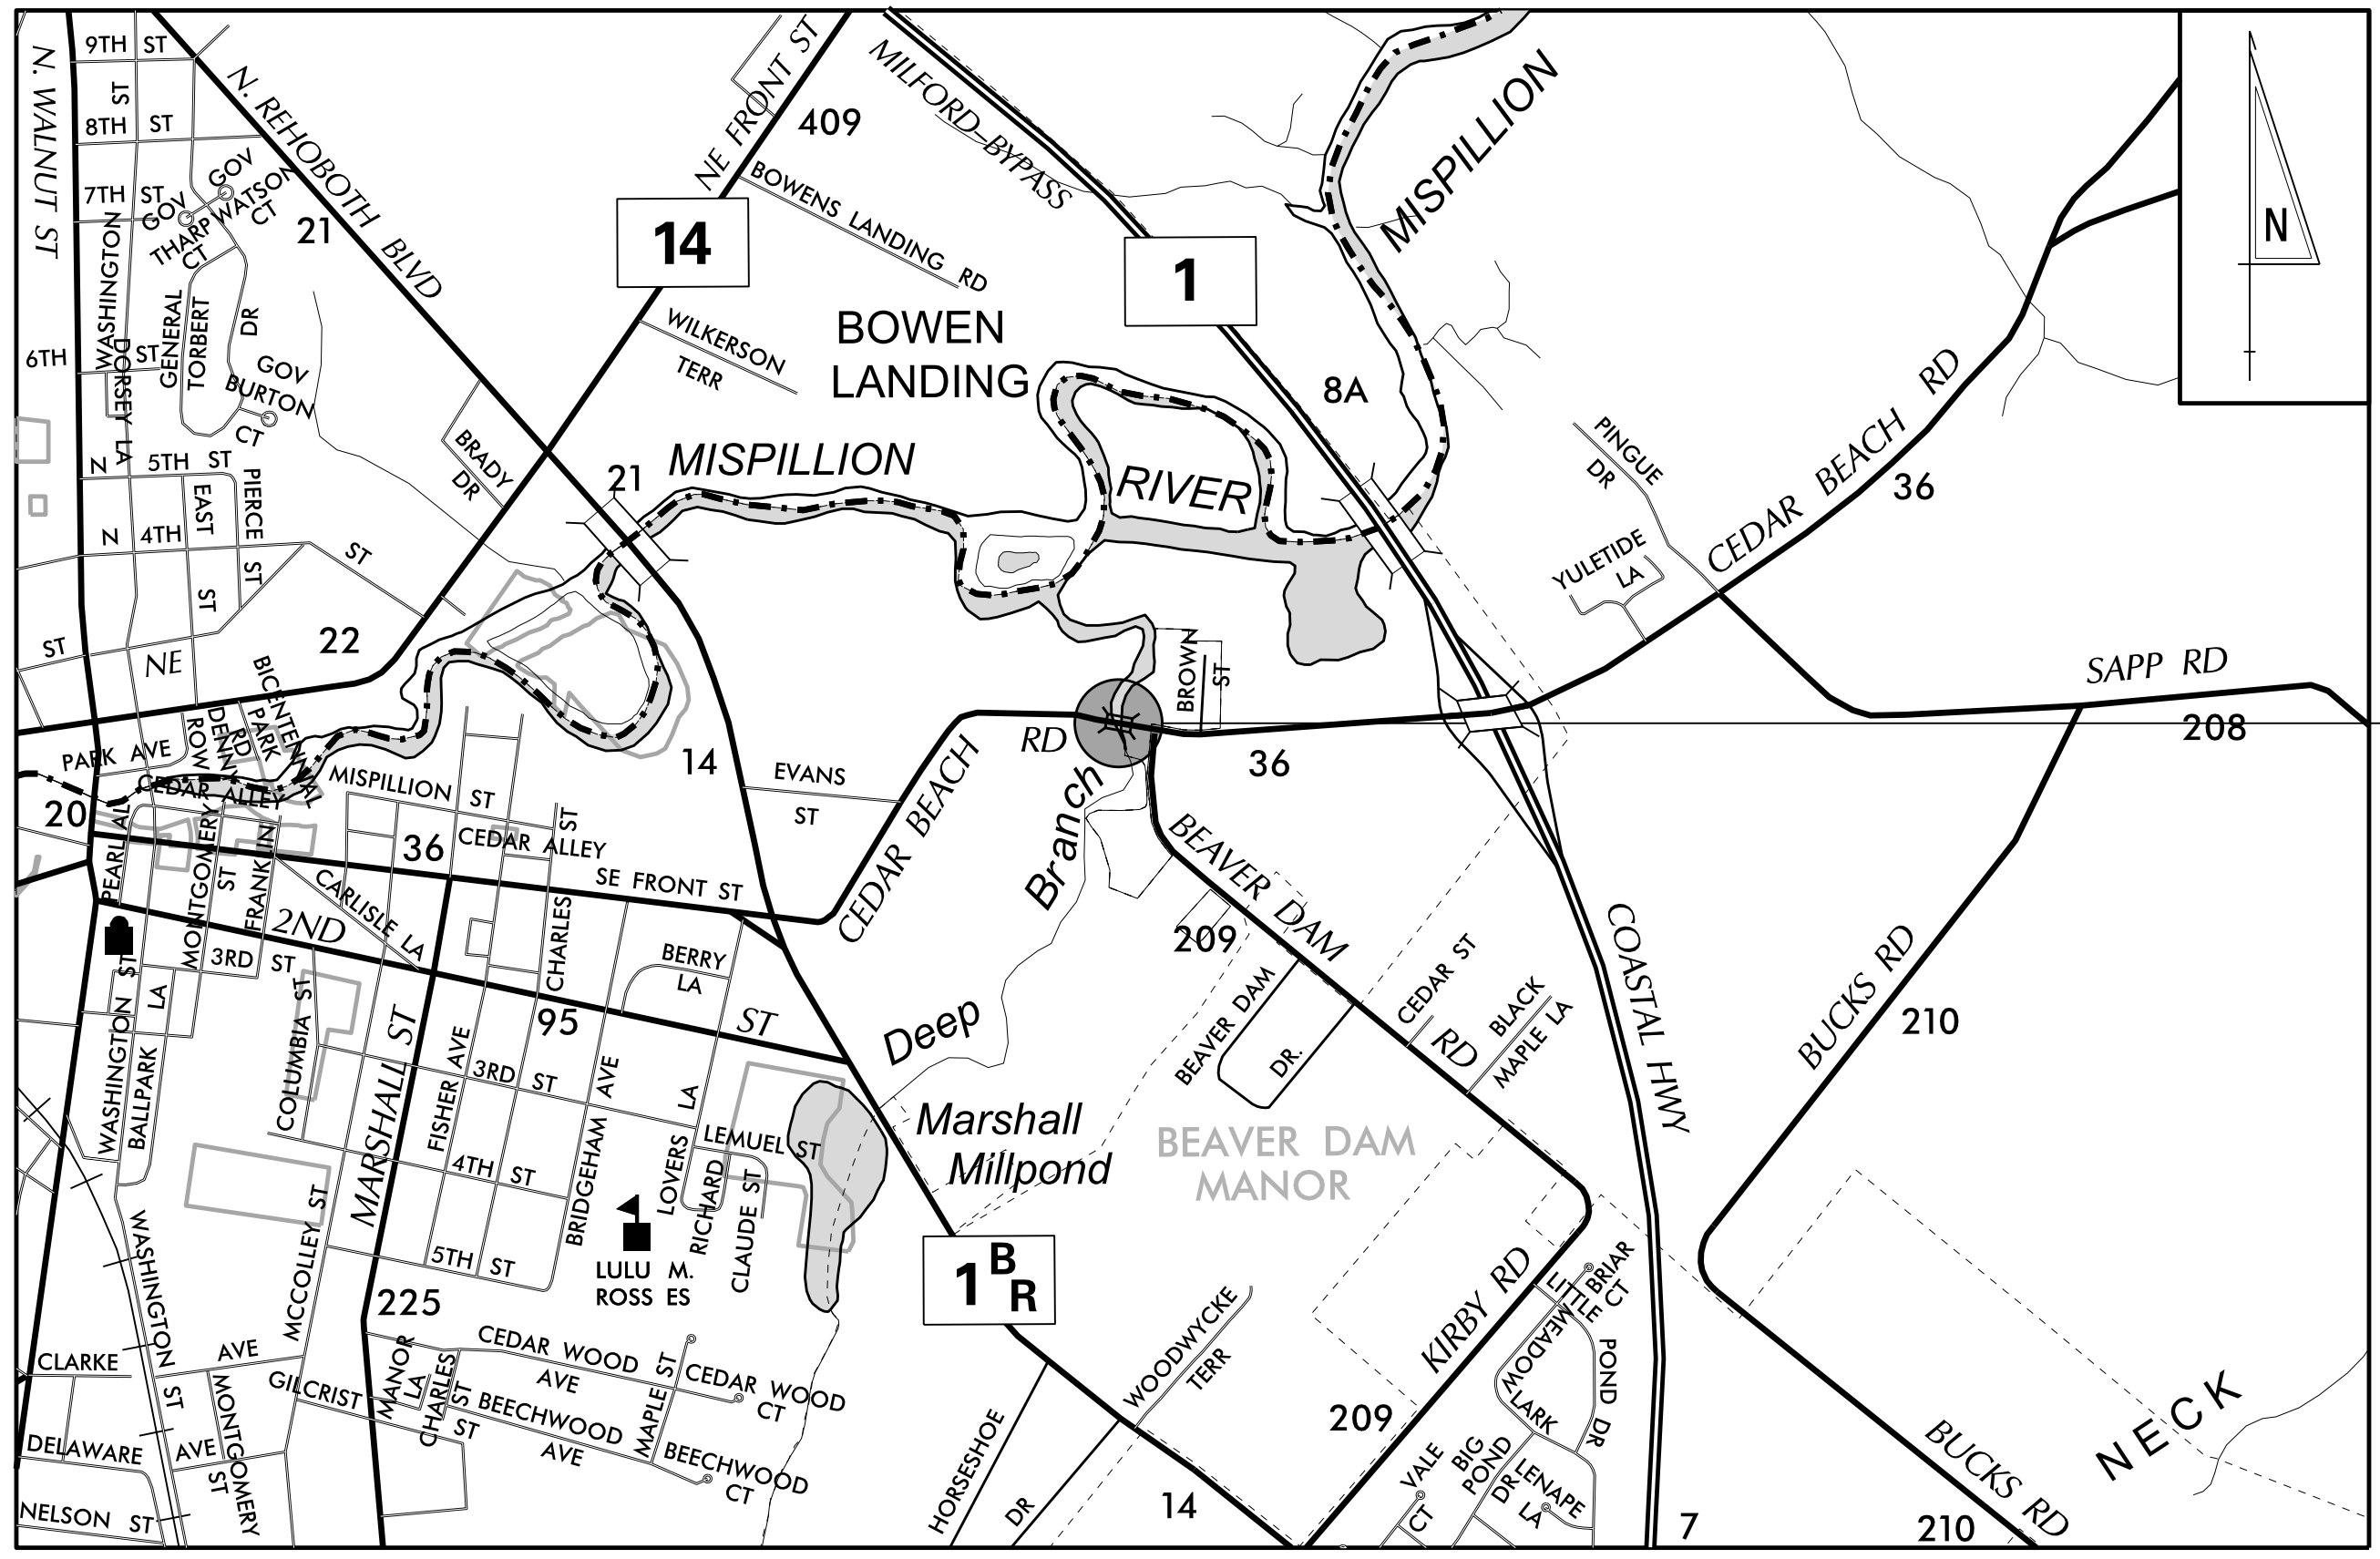 9TH ST
N. WALNUT ST
N. REHOBOTH BLVD
ST
8TH ST
7TH ST
GOV
WATSON
CT
GOV
THARP
CT
21
WASHINGTON
DORSEY LA
GENERAL
TORBERT
DR
6TH
ST
GOV
BURTON
CT
N 5TH ST
PIERCE
ST
EAST
ST
N 4TH
ST
NE FRONT ST
409
MILFORD-BYPASS
BOWENS LANDING RD
14
1
WILKERSON
TERR
BOWEN
LANDING
8A
MISPILLION
N
BRADY
DR
21
MISPILLION
RIVER
PINGUE
DR
CEDAR BEACH RD
36
YULETIDE
LA
22
ST
NE
BICENTENNIAL
PARK
DENNY
RD
ROW
PARK AVE
CEDAR ALLEY
20
MISPILLION ST
14
EVANS
ST
CEDAR BEACH
RD
BROWN
ST
36
SAPP RD
208
PEARL AL
MONTGOMERY
ST
FRANKLIN
36
CEDAR ALLEY
ST
CHARLES
SE FRONT ST
CARLISLE LA
2ND
ST
3RD ST
BERRY
LA
95
Branch
Deep
BEAVER DAM
RD
209
BEAVER DAM
DR.
CEDAR ST
BLACK
MAPLE LA
COASTAL HWY
BUCKS RD
210
WASHINGTON
ST
LA
BALLPARK
COLUMBIA ST
MARSHALL ST
FISHER AVE
3RD ST
BRIDGEHAM
AVE
LOVERS
LA
LEMUEL ST
RICHARD
CLAUDE ST
4TH ST
5TH ST
LULU M.
ROSS ES
Marshall
Millpond
BEAVER DAM
MANOR
1 B
R
WASHINGTON
ST
MCCOLLEY ST
225
CLARKE
AVE
GILCRIST
ST
MANOR
LA
CHARLES
ST
CEDAR WOOD
AVE
CEDAR WOOD
CT
MAPLE ST
BEECHWOOD
AVE
BEECHWOOD
CT
DELAWARE
AVE
MONTGOMERY
ST
NELSON ST
HORSESHOE
DR
WOODWYCKE
TERR
14
KIRBY RD
209
LITTLE
BRIAR
CT
MEADOW
LARK
POND DR
VALE
CT
BIG
POND
DR
LENAPE
LA
7
BUCKS RD
210
NECK